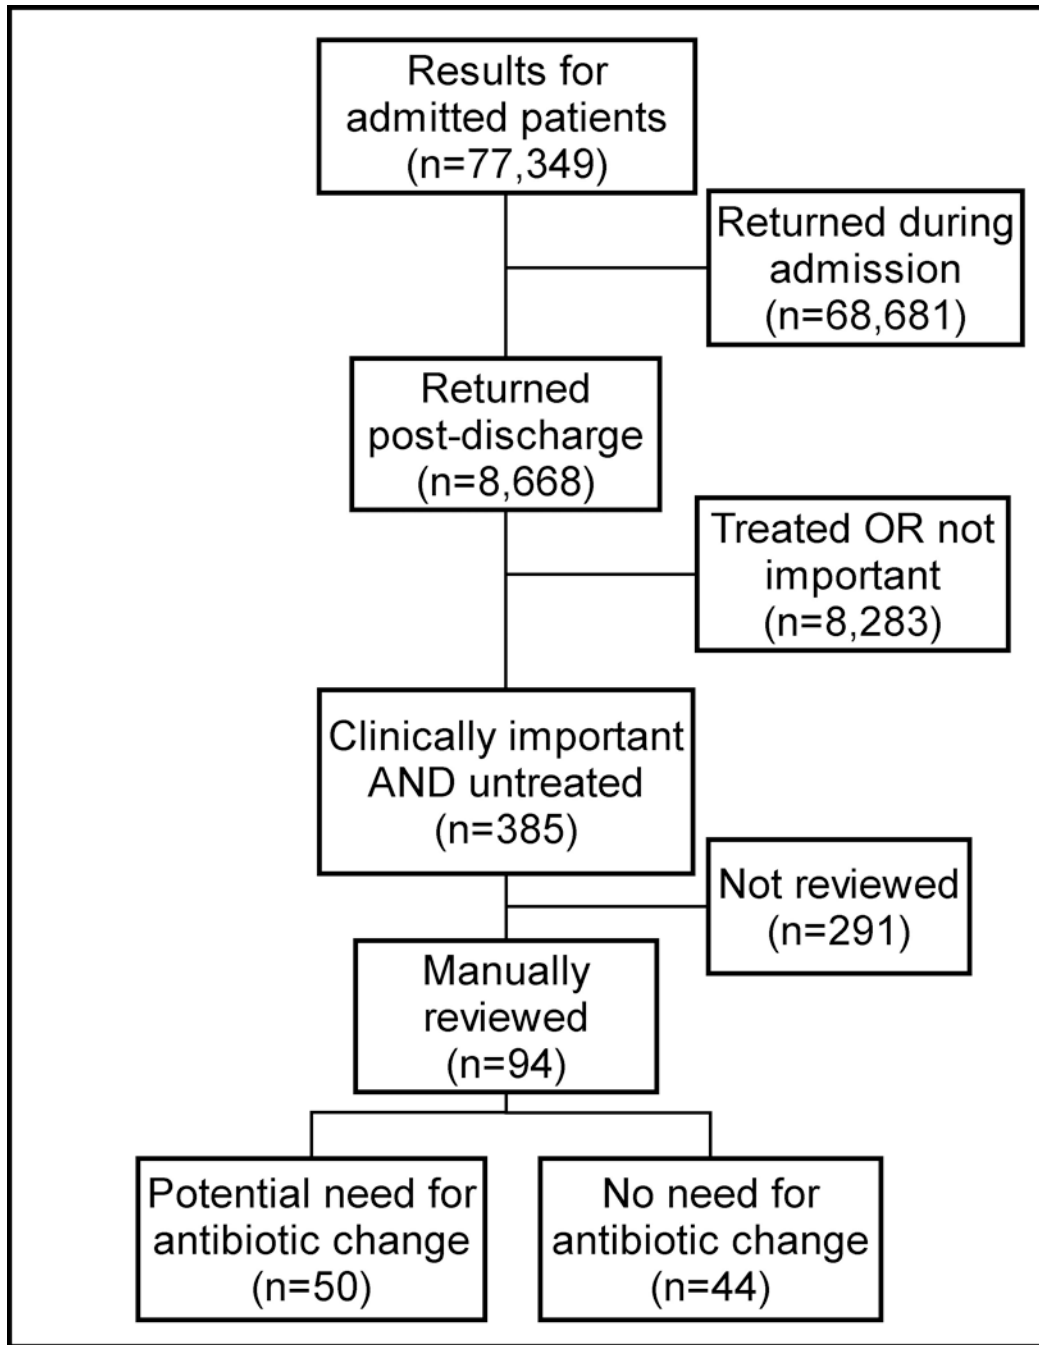 Results for
admitted patients
(n=77,349)
Returned during
admission
(n=68,681)
Returned
post-discharge
(n=8,668)
Treated OR not
important
(n=8,283)
Clinically important
AND untreated
(n=385)
Not reviewed
(n=291)
Manually
reviewed
(n=94)
Potential need for
antibiotic change
(n=50)
No need for
antibiotic change
(n=44)